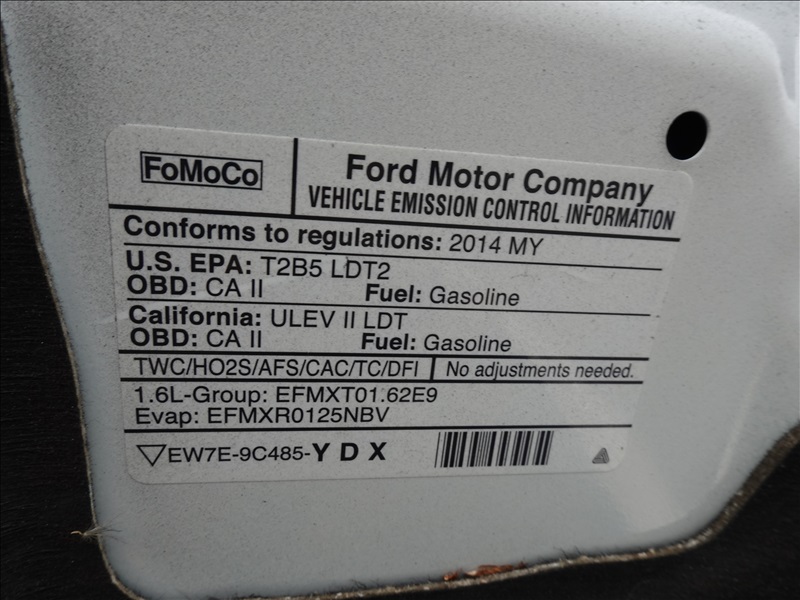 FoMoCo
Ford Motor Company
VEHICLE EMISSION CONTROL INFORMATION
Conforms to regulations: 2014 MY
U.S. EPA: T2B5 LDT2
OBD: CA II Fuel: Gasoline
California: ULEV II LDT
OBD: CA II Fuel: Gasoline
TWC/HO2S/AFS/CAC/TC/DFI No adjustments needed.
1.6L-Group: EFMXT01.62E9
Evap: EFMXR0125NBV
EW7E-9C485-Y D X